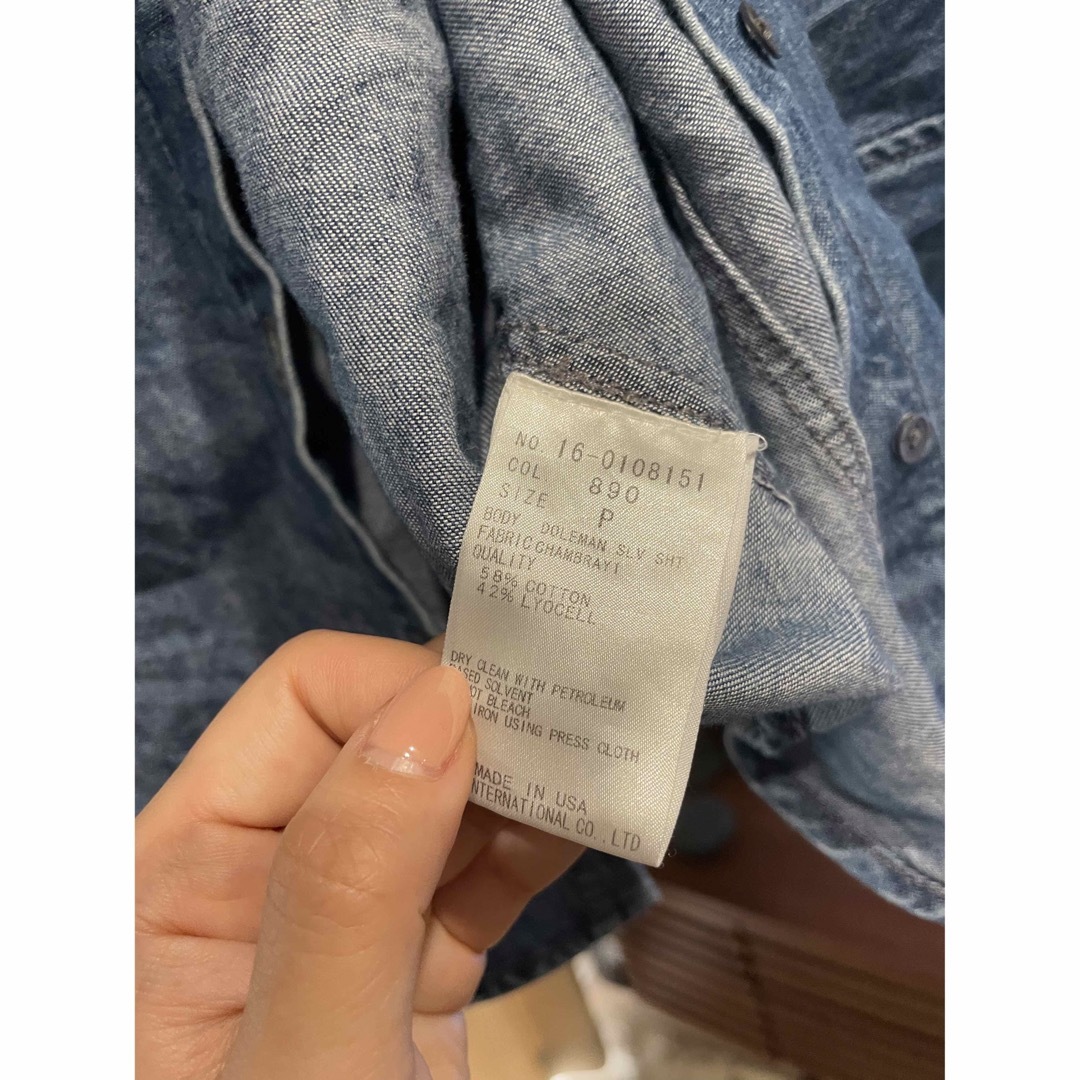 NO. 16-0108151
COL 890
SIZE P
BODY DOLEMAN SLV SHT
FABRIC CHAMBRAY1
QUALITY
58% COTTON
42% LYOCELL
DRY CLEAN WITH PETROLEUM
BASED SOLVENT
NOT BLEACH
IRON USING PRESS CLOTH
MADE IN USA
INTERNATIONAL CO., LTD